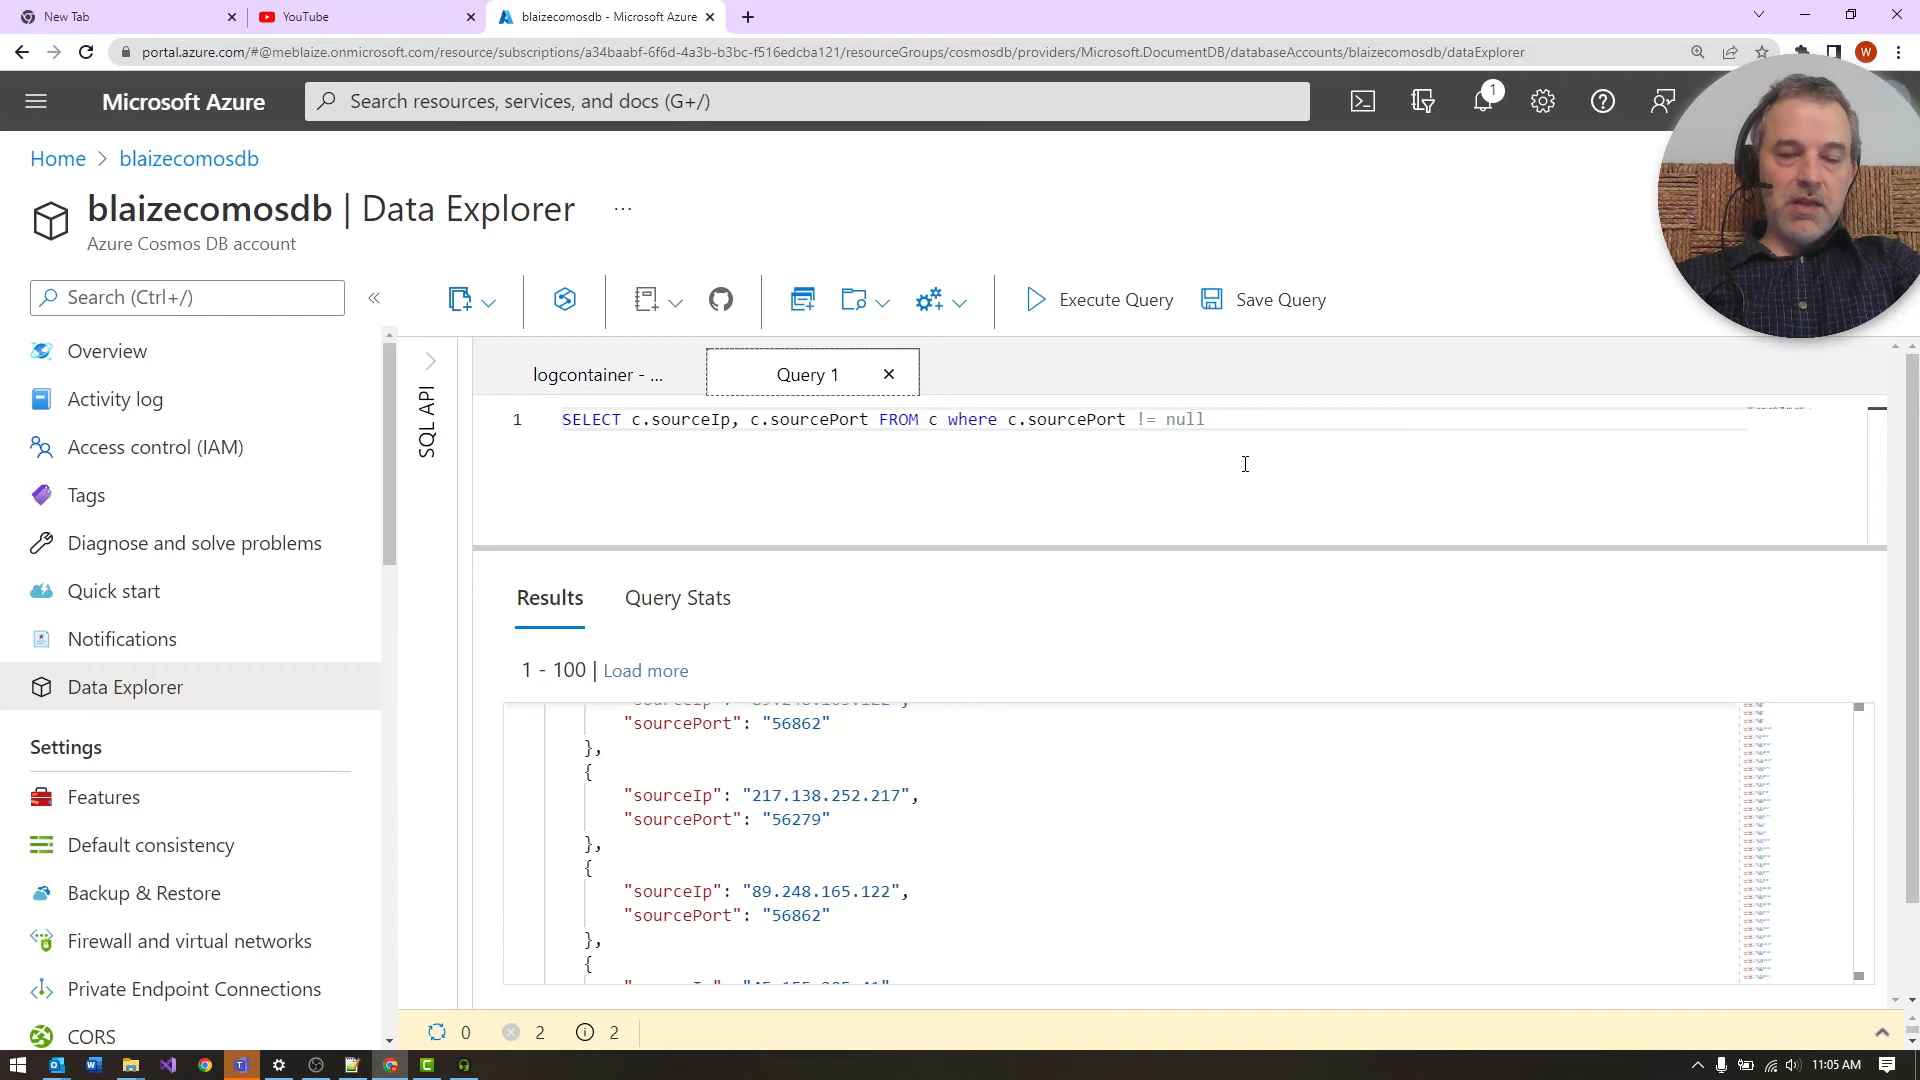 New Tab
YouTube
blaizecomosdb - Microsoft Azure
portal.azure.com/#@meblaize.onmicrosoft.com/resource/subscriptions/a34baabf-6f6d-4a3b-b3bc-f516edcba121/resourceGroups/cosmosdb/providers/Microsoft.DocumentDB/databaseAccounts/blaizecomosdb/dataExplorer
W
Microsoft Azure
Search resources, services, and docs (G+/)
1
Home > blaizecomosdb
blaizecomosdb | Data Explorer ...
Azure Cosmos DB account
Search (Ctrl+/)
«
Execute Query
Save Query
Overview
Activity log
Access control (IAM)
Tags
Diagnose and solve problems
Quick start
Notifications
Data Explorer
Settings
Features
Default consistency
Backup & Restore
Firewall and virtual networks
Private Endpoint Connections
CORS
SQL API
logcontainer - ...
Query 1
1 SELECT c.sourceIp, c.sourcePort FROM c where c.sourcePort != null
Results
Query Stats
1 - 100 | Load more
"sourceIp": "89.248.165.122",
"sourcePort": "56862"
},
{
"sourceIp": "217.138.252.217",
"sourcePort": "56279"
},
{
"sourceIp": "89.248.165.122",
"sourcePort": "56862"
},
{
0
2
2
11:05 AM